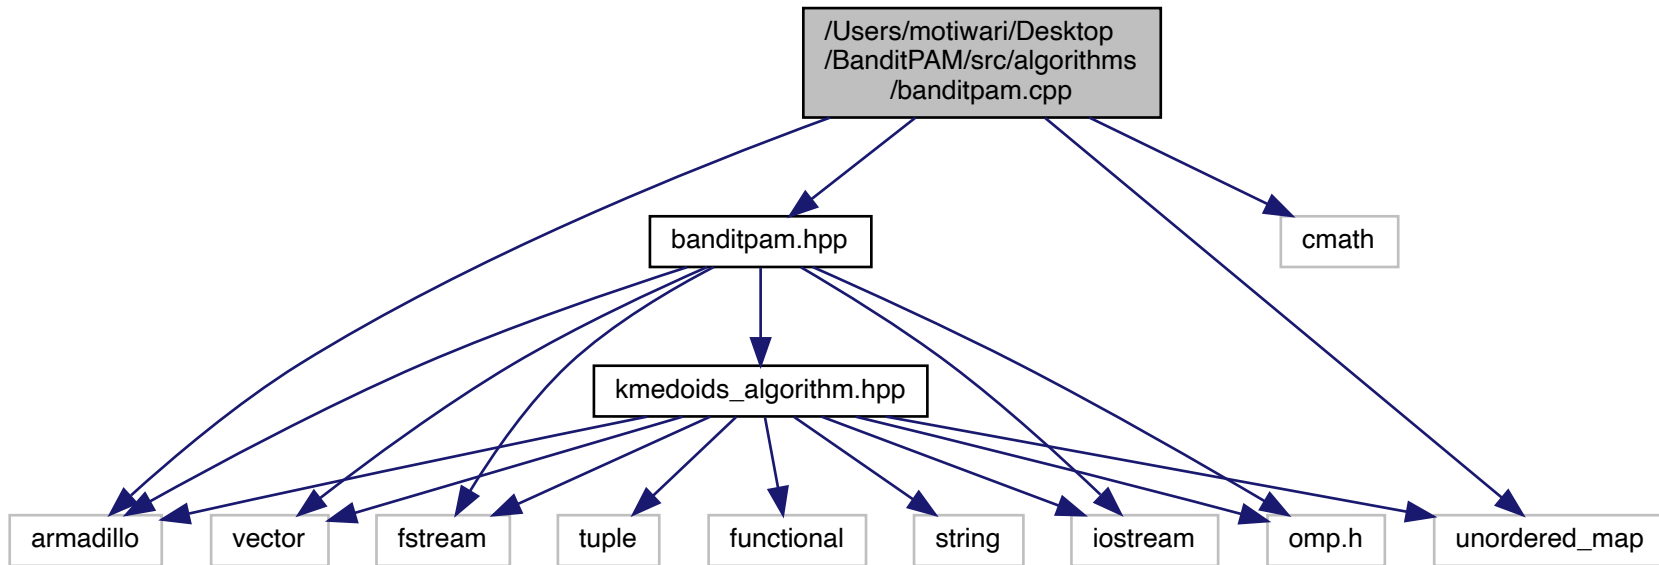 /Users/motiwari/Desktop
/BanditPAM/src/algorithms
/banditpam.cpp
banditpam.hpp
cmath
kmedoids_algorithm.hpp
armadillo
vector
fstream
tuple
functional
string
iostream
omp.h
unordered_map